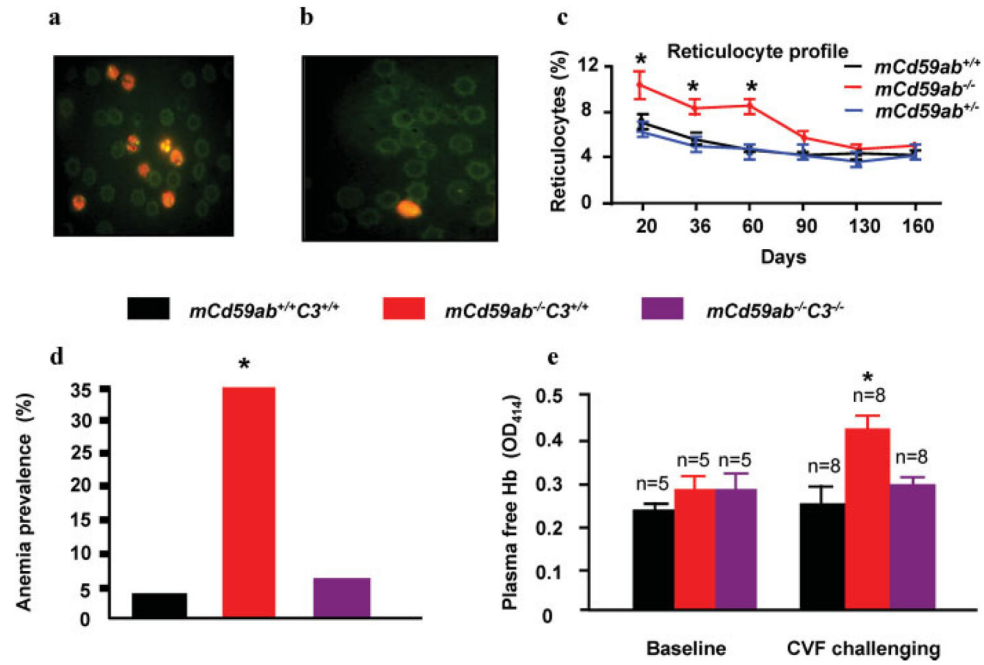 a
b
c
Reticulocyte profile
mCd59ab+/+
mCd59ab-/-
mCd59ab+/-
Reticulocytes (%)
12
8
4
0
* * *
20 36 60 90 130 160
Days
mCd59ab+/+C3+/+
mCd59ab-/-C3+/+
mCd59ab-/-C3-/-
d
Anemia prevalence (%)
35
30
25
20
15
10
5
0
*
e
Plasma free Hb (OD414)
0.5
0.4
0.3
0.2
0.1
0
n=5 n=5 n=5
*
n=8
n=8
n=8
Baseline CVF challenging